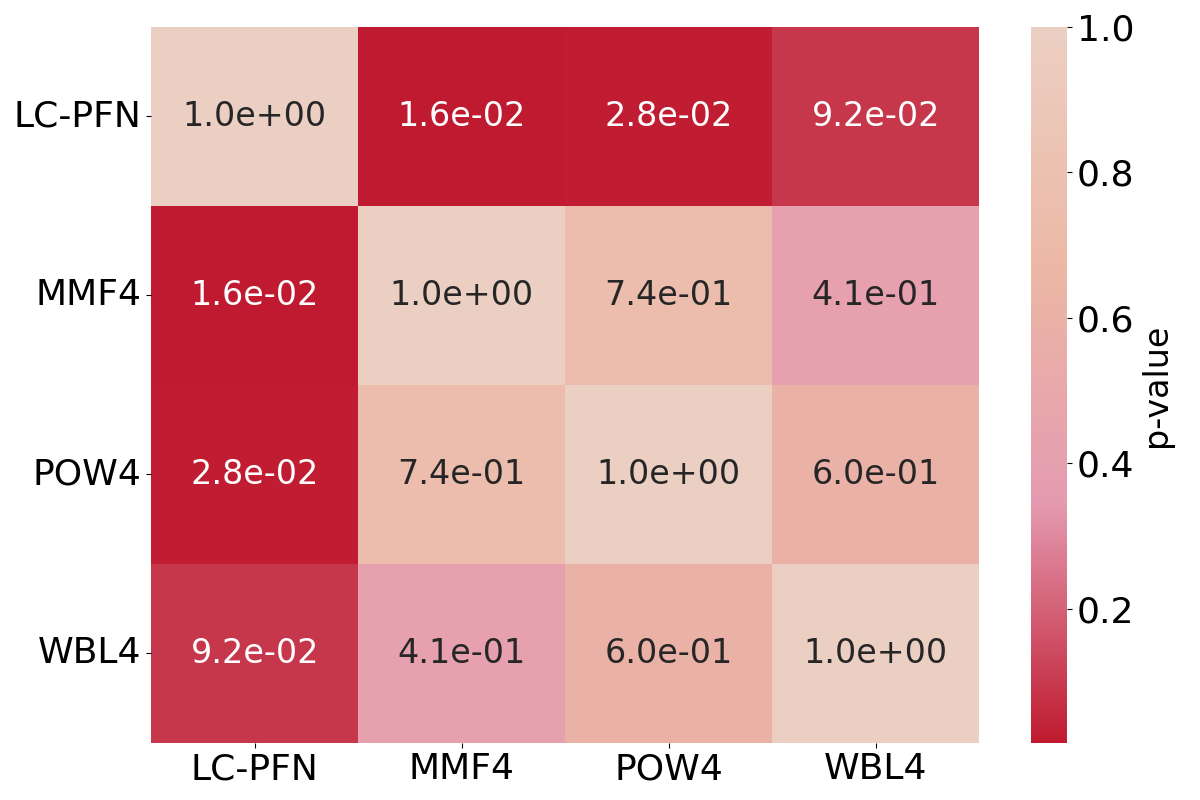 1.0
LC-PFN 1.0e+00 1.6e-02 2.8e-02 9.2e-02
0.8
MMF4 1.6e-02 1.0e+00 7.4e-01 4.1e-01
0.6
p-value
0.4
POW4 2.8e-02 7.4e-01 1.0e+00 6.0e-01
0.2
WBL4 9.2e-02 4.1e-01 6.0e-01 1.0e+00
LC-PFN MMF4 POW4 WBL4